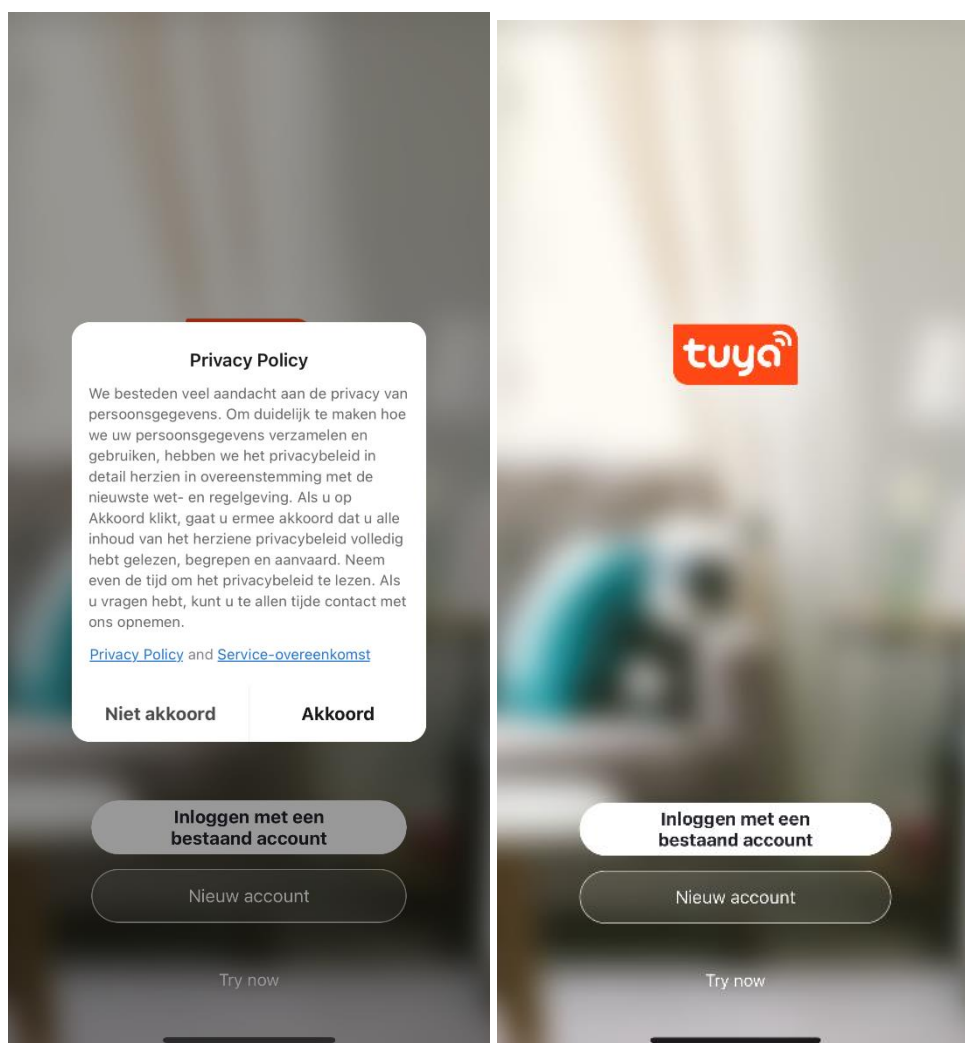 Privacy Policy
We besteden veel aandacht aan de privacy van
persoonsgegevens. Om duidelijk te maken hoe
we uw persoonsgegevens verzamelen en
gebruiken, hebben we het privacybeleid in
detail herzien in overeenstemming met de
nieuwste wet- en regelgeving. Als u op
Akkoord klikt, gaat u ermee akkoord dat u alle
inhoud van het herziene privacybeleid volledig
hebt gelezen, begrepen en aanvaard. Neem
even de tijd om het privacybeleid te lezen. Als
u vragen hebt, kunt u te allen tijde contact met
ons opnemen.
Privacy Policy and Service-overeenkomst
Niet akkoord
Akkoord
Inloggen met een
bestaand account
Nieuw account
Try now
tuya
Inloggen met een
bestaand account
Nieuw account
Try now